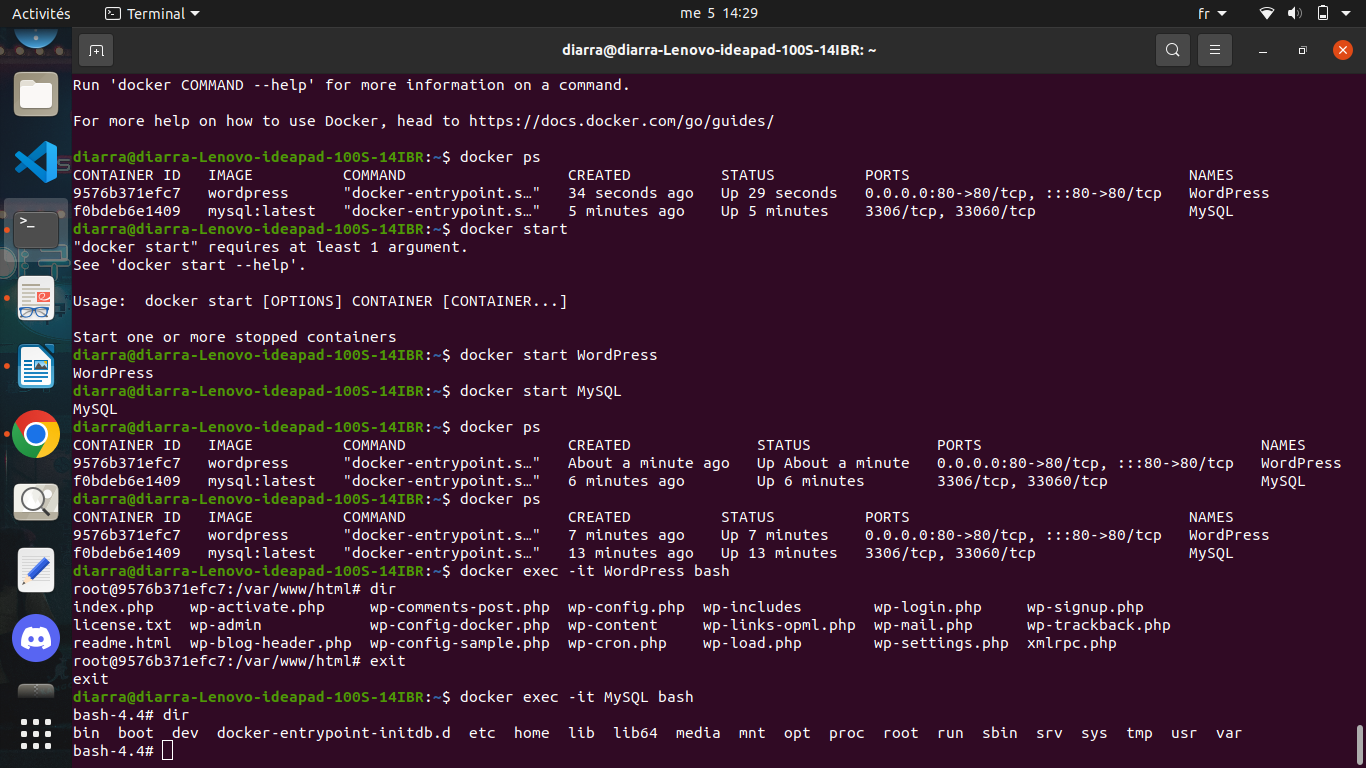 Activités Terminal me 5 14:29 fr
diarra@diarra-Lenovo-ideapad-100S-14IBR: ~
Run 'docker COMMAND --help' for more information on a command.
For more help on how to use Docker, head to https://docs.docker.com/go/guides/
diarra@diarra-Lenovo-ideapad-100S-14IBR:~$ docker ps
CONTAINER ID   IMAGE          COMMAND                  CREATED          STATUS          PORTS                               NAMES
9576b371efc7   wordpress      "docker-entrypoint.s…"   34 seconds ago   Up 29 seconds   0.0.0.0:80->80/tcp, :::80->80/tcp   WordPress
f0bdeb6e1409   mysql:latest   "docker-entrypoint.s…"   5 minutes ago    Up 5 minutes    3306/tcp, 33060/tcp                 MySQL
diarra@diarra-Lenovo-ideapad-100S-14IBR:~$ docker start
"docker start" requires at least 1 argument.
See 'docker start --help'.
Usage:  docker start [OPTIONS] CONTAINER [CONTAINER...]
Start one or more stopped containers
diarra@diarra-Lenovo-ideapad-100S-14IBR:~$ docker start WordPress
WordPress
diarra@diarra-Lenovo-ideapad-100S-14IBR:~$ docker start MySQL
MySQL
diarra@diarra-Lenovo-ideapad-100S-14IBR:~$ docker ps
CONTAINER ID   IMAGE          COMMAND                  CREATED              STATUS              PORTS                               NAMES
9576b371efc7   wordpress      "docker-entrypoint.s…"   About a minute ago   Up About a minute   0.0.0.0:80->80/tcp, :::80->80/tcp   WordPress
f0bdeb6e1409   mysql:latest   "docker-entrypoint.s…"   6 minutes ago        Up 6 minutes        3306/tcp, 33060/tcp                 MySQL
diarra@diarra-Lenovo-ideapad-100S-14IBR:~$ docker ps
CONTAINER ID   IMAGE          COMMAND                  CREATED          STATUS          PORTS                               NAMES
9576b371efc7   wordpress      "docker-entrypoint.s…"   7 minutes ago    Up 7 minutes    0.0.0.0:80->80/tcp, :::80->80/tcp   WordPress
f0bdeb6e1409   mysql:latest   "docker-entrypoint.s…"   13 minutes ago   Up 13 minutes   3306/tcp, 33060/tcp                 MySQL
diarra@diarra-Lenovo-ideapad-100S-14IBR:~$ docker exec -it WordPress bash
root@9576b371efc7:/var/www/html# dir
index.php    wp-activate.php     wp-comments-post.php  wp-config.php  wp-includes        wp-login.php     wp-signup.php
license.txt  wp-admin            wp-config-docker.php  wp-content     wp-links-opml.php  wp-mail.php      wp-trackback.php
readme.html  wp-blog-header.php  wp-config-sample.php  wp-cron.php    wp-load.php        wp-settings.php  xmlrpc.php
root@9576b371efc7:/var/www/html# exit
exit
diarra@diarra-Lenovo-ideapad-100S-14IBR:~$ docker exec -it MySQL bash
bash-4.4# dir
bin  boot  dev  docker-entrypoint-initdb.d  etc  home  lib  lib64  media  mnt  opt  proc  root  run  sbin  srv  sys  tmp  usr  var
bash-4.4#